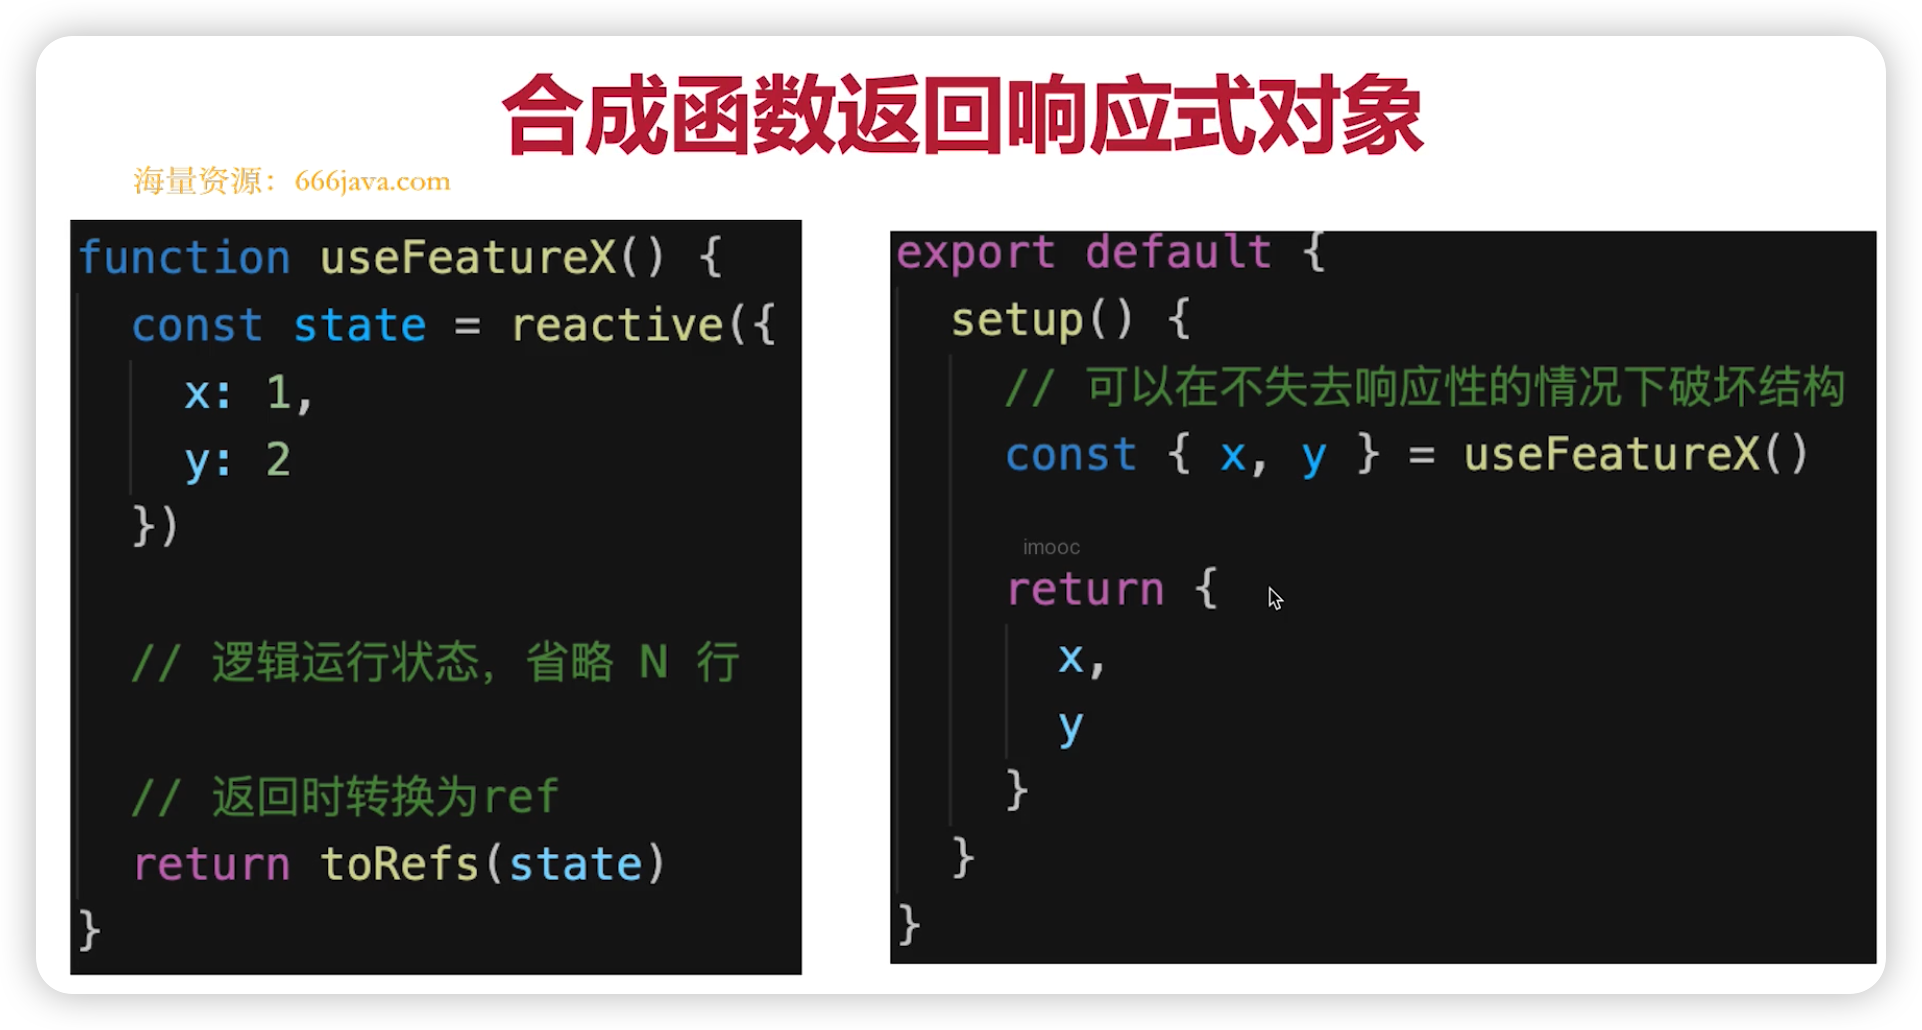 合成函数返回响应式对象
海量资源：666java.com
function useFeatureX() {
const state = reactive({
x: 1,
y: 2
})
// 逻辑运行状态，省略 N 行
// 返回时转换为ref
return toRefs(state)
}
export default {
setup() {
// 可以在不失去响应性的情况下破坏结构
const { x, y } = useFeatureX()
imooc
return {
x,
y
}
}
}